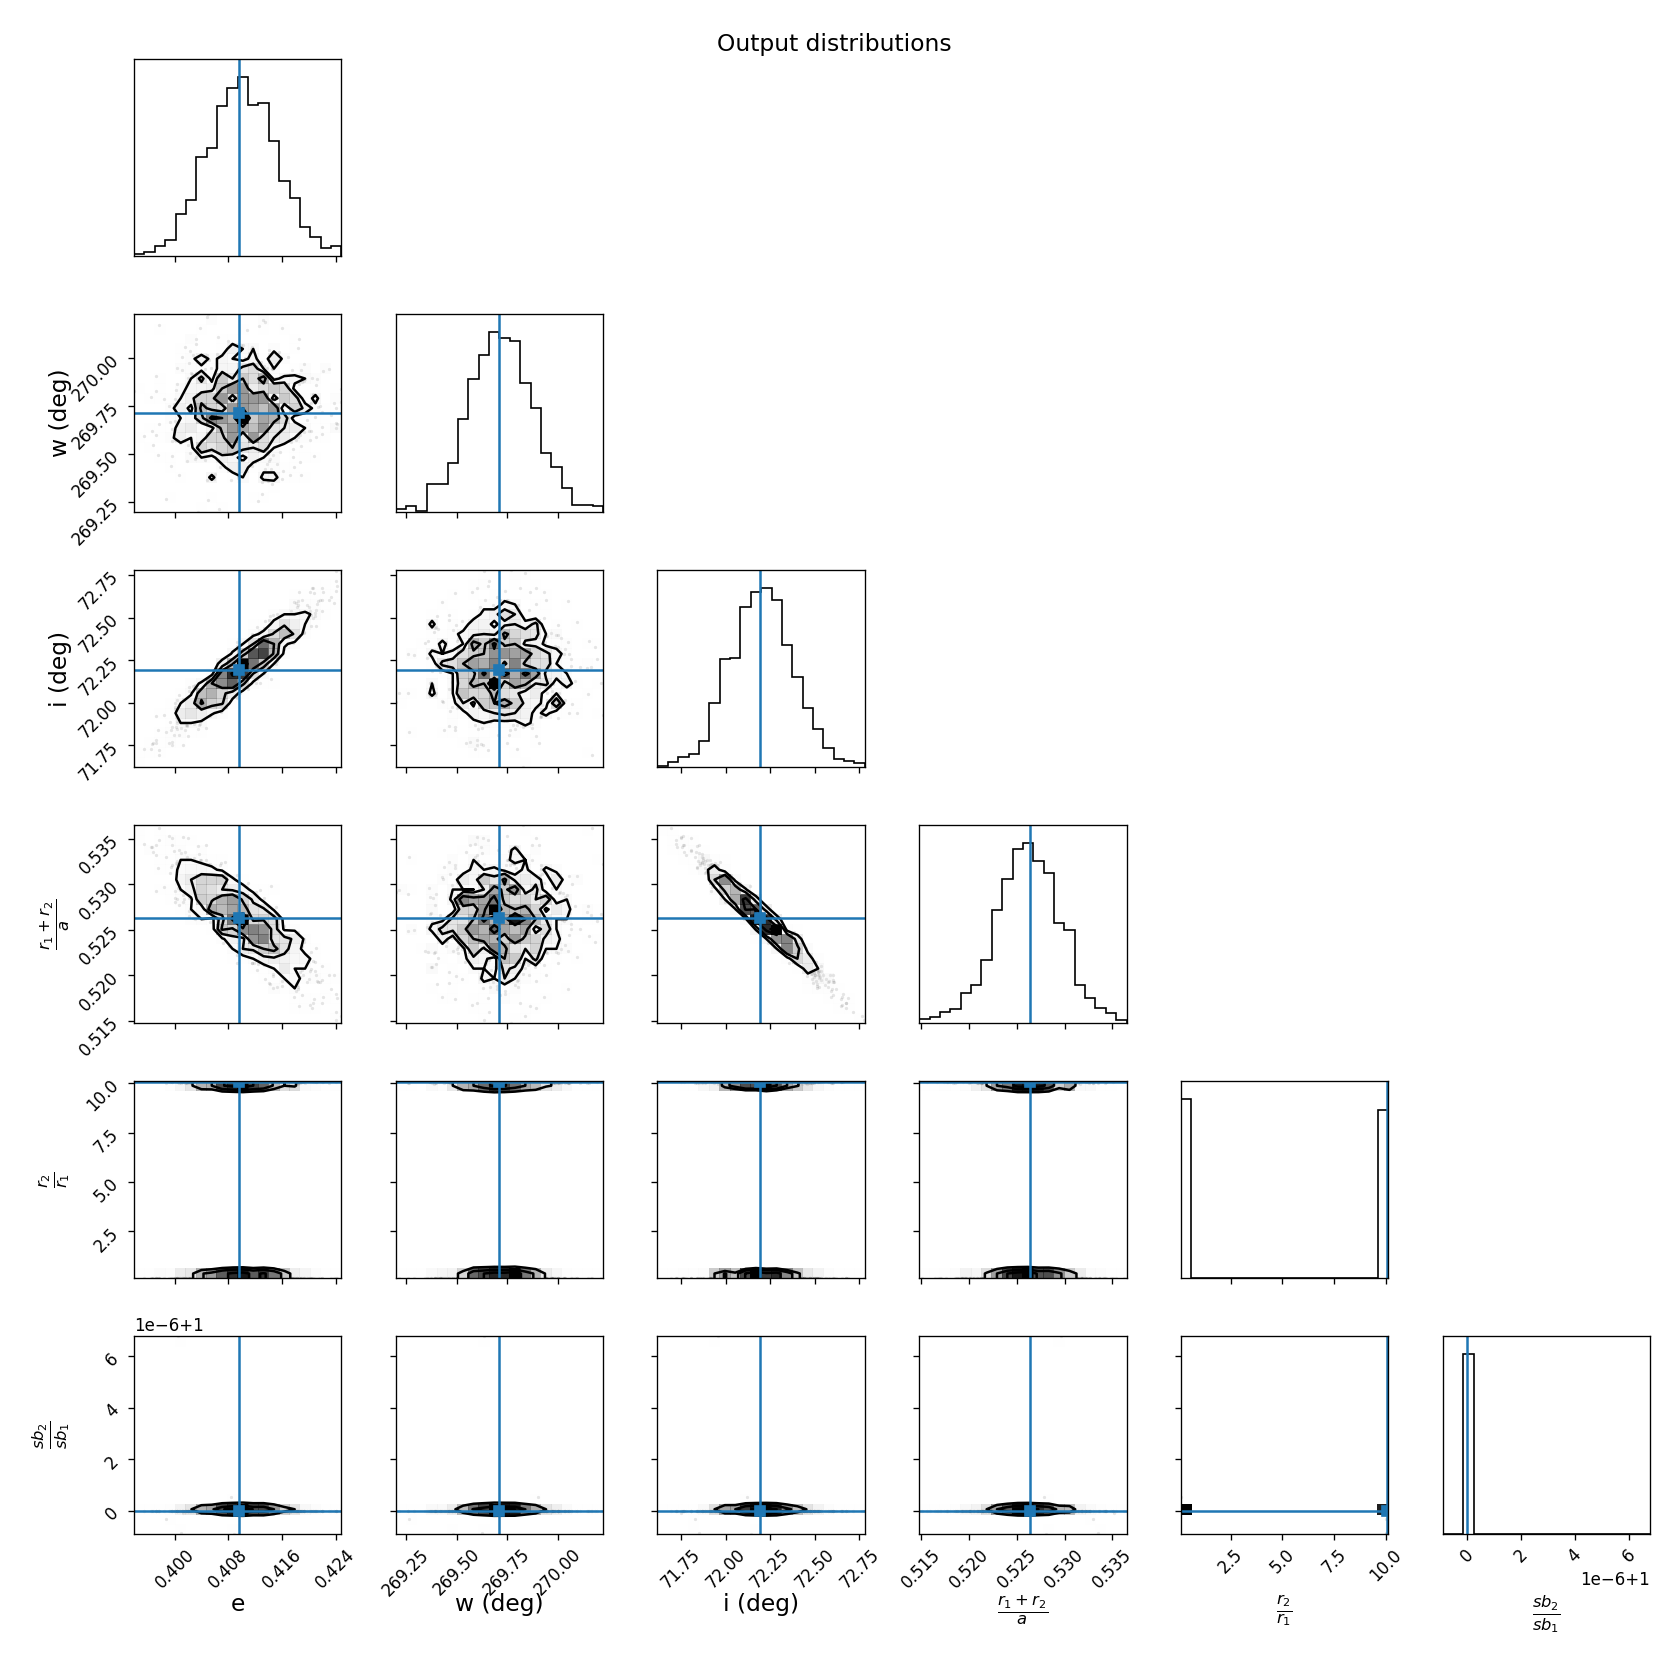 Output distributions
w (deg)
270.00
269.75
269.50
269.25
i (deg)
72.75
72.50
72.25
72.00
71.75
r1 + r2
a
0.535
0.530
0.525
0.520
0.515
r2
r1
10.0
7.5
5.0
2.5
1e−6+1
sb2
sb1
6
4
2
0
0.400 0.408 0.416 0.424
269.25 269.50 269.75 270.00
71.75 72.00 72.25 72.50 72.75
0.515 0.520 0.525 0.530 0.535
2.5 5.0 7.5 10.0
0 2 4 6
1e−6+1
e
w (deg)
i (deg)
r1 + r2
a
r2
r1
sb2
sb1